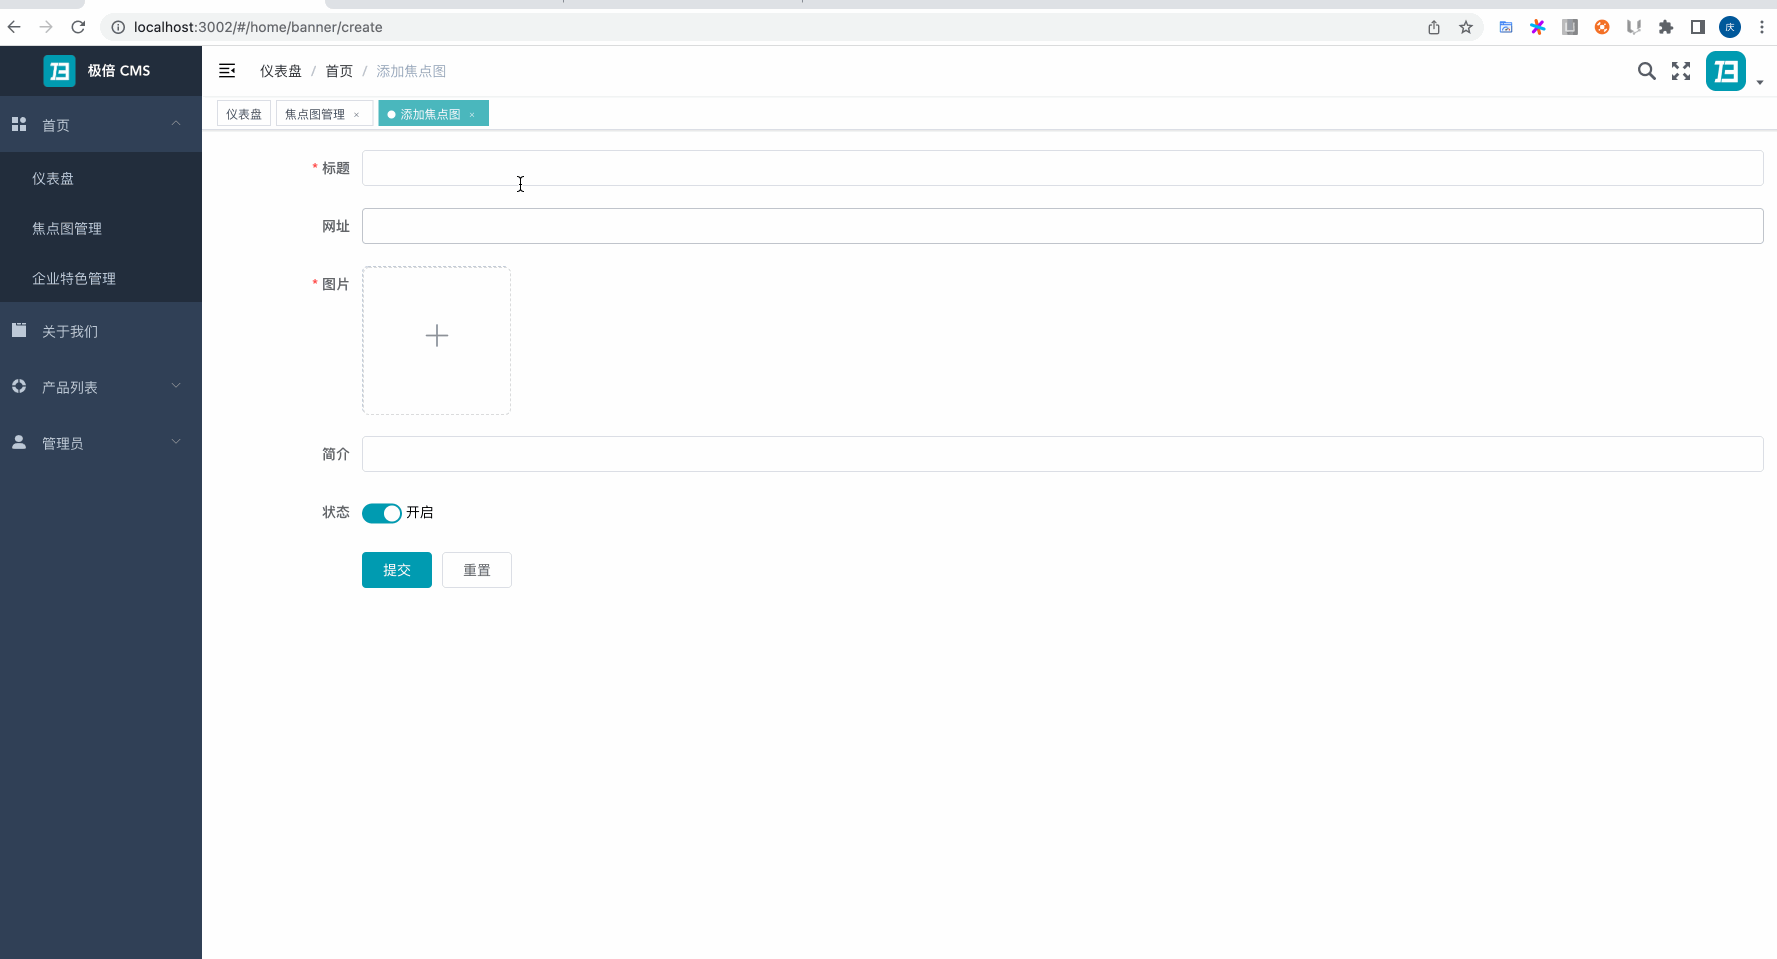 localhost:3002/#/home/banner/create
庆
极倍 CMS
仪表盘 / 首页 / 添加焦点图
仪表盘
焦点图管理 ×
添加焦点图 ×
首页
仪表盘
焦点图管理
企业特色管理
关于我们
产品列表
管理员
* 标题
网址
* 图片
简介
状态 开启
提交 重置